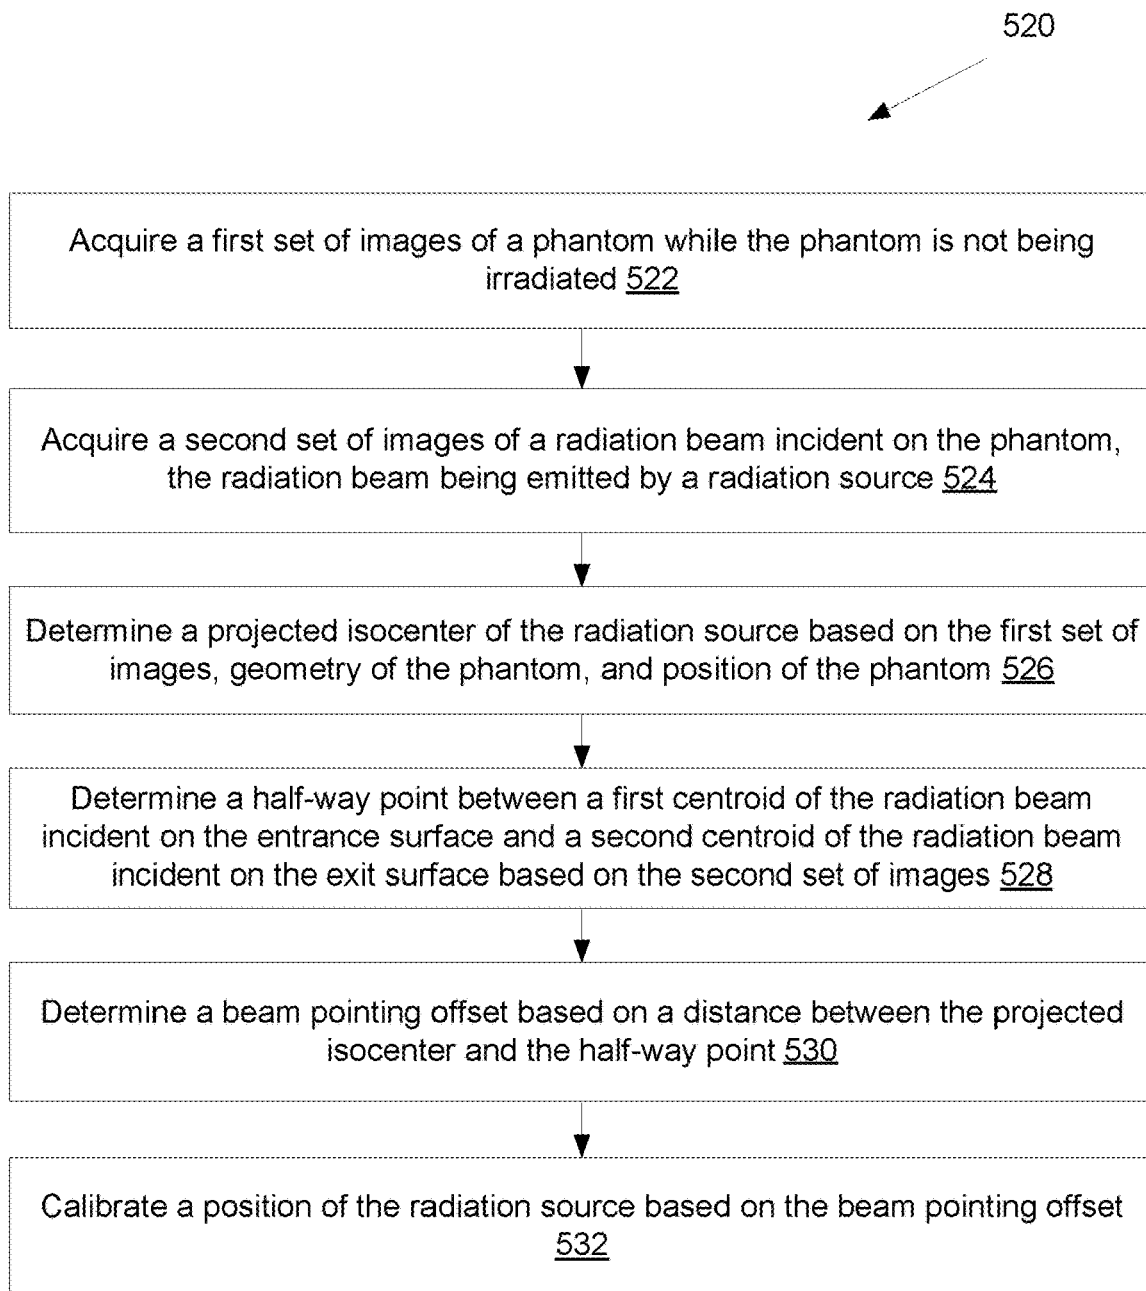 520
Acquire a first set of images of a phantom while the phantom is not being
irradiated 522
Acquire a second set of images of a radiation beam incident on the phantom,
the radiation beam being emitted by a radiation source 524
Determine a projected isocenter of the radiation source based on the first set of
images, geometry of the phantom, and position of the phantom 526
Determine a half-way point between a first centroid of the radiation beam
incident on the entrance surface and a second centroid of the radiation beam
incident on the exit surface based on the second set of images 528
Determine a beam pointing offset based on a distance between the projected
isocenter and the half-way point 530
Calibrate a position of the radiation source based on the beam pointing offset
532